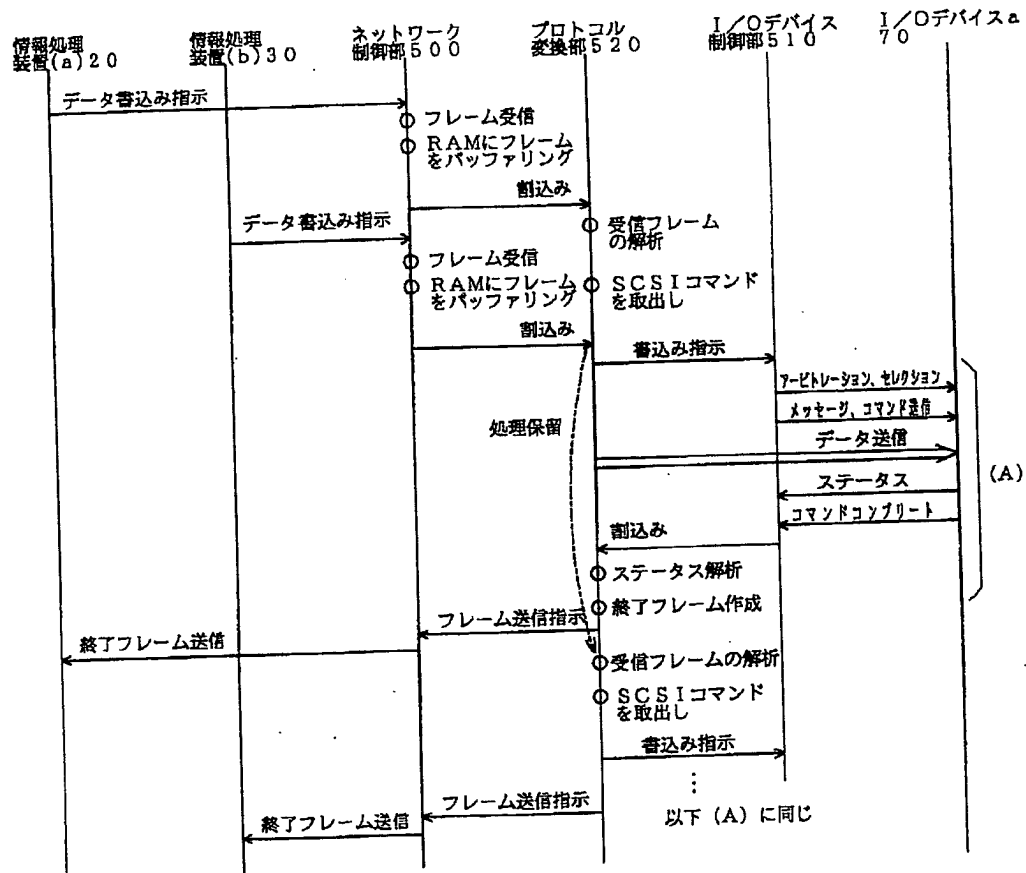 情報処理
装置(a)20
情報処理
装置(b)30
ネットワーク
制御部500
プロトコル
変換部520
I/Oデバイス
制御部510
I/Oデバイスa
70
データ書込み指示
フレーム受信
RAMにフレーム
をバッファリング
割込み
データ書込み指示
受信フレーム
の解析
フレーム受信
RAMにフレーム
をバッファリング
SCSIコマンド
を取出し
割込み
書込み指示
アービトレーション、セレクション
メッセージ、コマンド送信
処理保留
データ送信
(A)
ステータス
コマンドコンプリート
割込み
ステータス解析
終了フレーム作成
フレーム送信指示
終了フレーム送信
受信フレームの解析
SCSIコマンド
を取出し
書込み指示
⋮
以下(A)に同じ
フレーム送信指示
終了フレーム送信